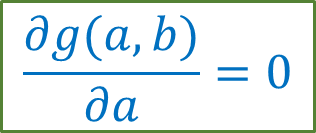 ∂g(a, b)
∂a
= 0